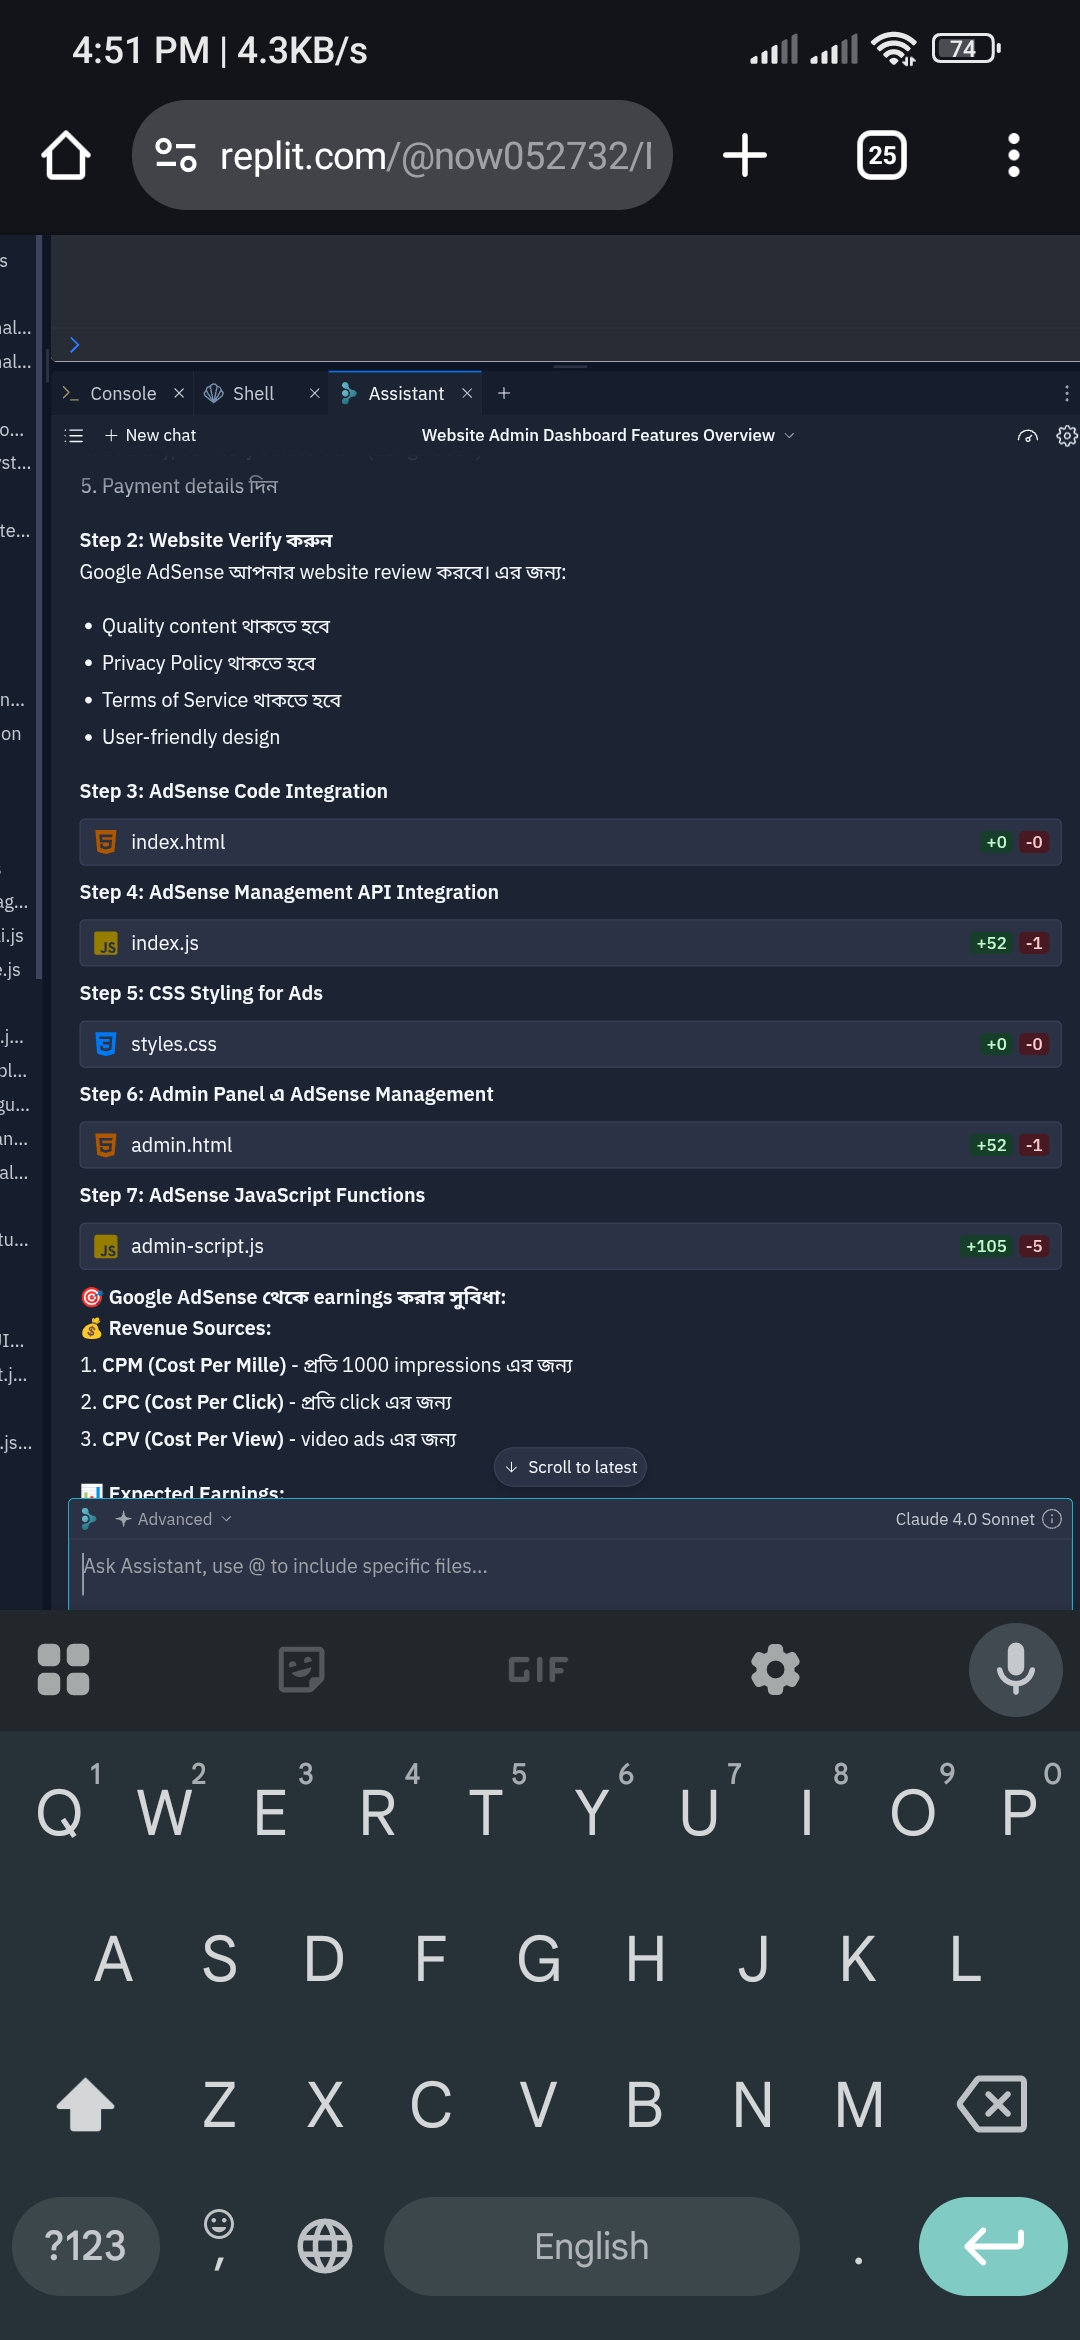 4:51 PM | 4.3KB/s
74
replit.com/@now052732/l
25
s
al...
al...
o...
st...
te...
n...
on
ag...
i.js
e.js
.j...
pl...
gu...
an...
al...
tu...
JI...
t.j...
.js...
Console
Shell
Assistant
New chat
Website Admin Dashboard Features Overview
5. Payment details দিন
Step 2: Website Verify করুন
Google AdSense আপনার website review করবে। এর জন্য:
• Quality content থাকতে হবে
• Privacy Policy থাকতে হবে
• Terms of Service থাকতে হবে
• User-friendly design
Step 3: AdSense Code Integration
index.html +0 -0
Step 4: AdSense Management API Integration
JS index.js +52 -1
Step 5: CSS Styling for Ads
styles.css +0 -0
Step 6: Admin Panel এ AdSense Management
admin.html +52 -1
Step 7: AdSense JavaScript Functions
JS admin-script.js +105 -5
🎯 Google AdSense থেকে earnings করার সুবিধা:
💰 Revenue Sources:
1. CPM (Cost Per Mille) - প্রতি 1000 impressions এর জন্য
2. CPC (Cost Per Click) - প্রতি click এর জন্য
3. CPV (Cost Per View) - video ads এর জন্য
Scroll to latest
📊 Expected Earnings:
Advanced
Claude 4.0 Sonnet
Ask Assistant, use @ to include specific files...
GIF
1 2 3 4 5 6 7 8 9 0
Q W E R T Y U I O P
A S D F G H J K L
Z X C V B N M
?123 , English .